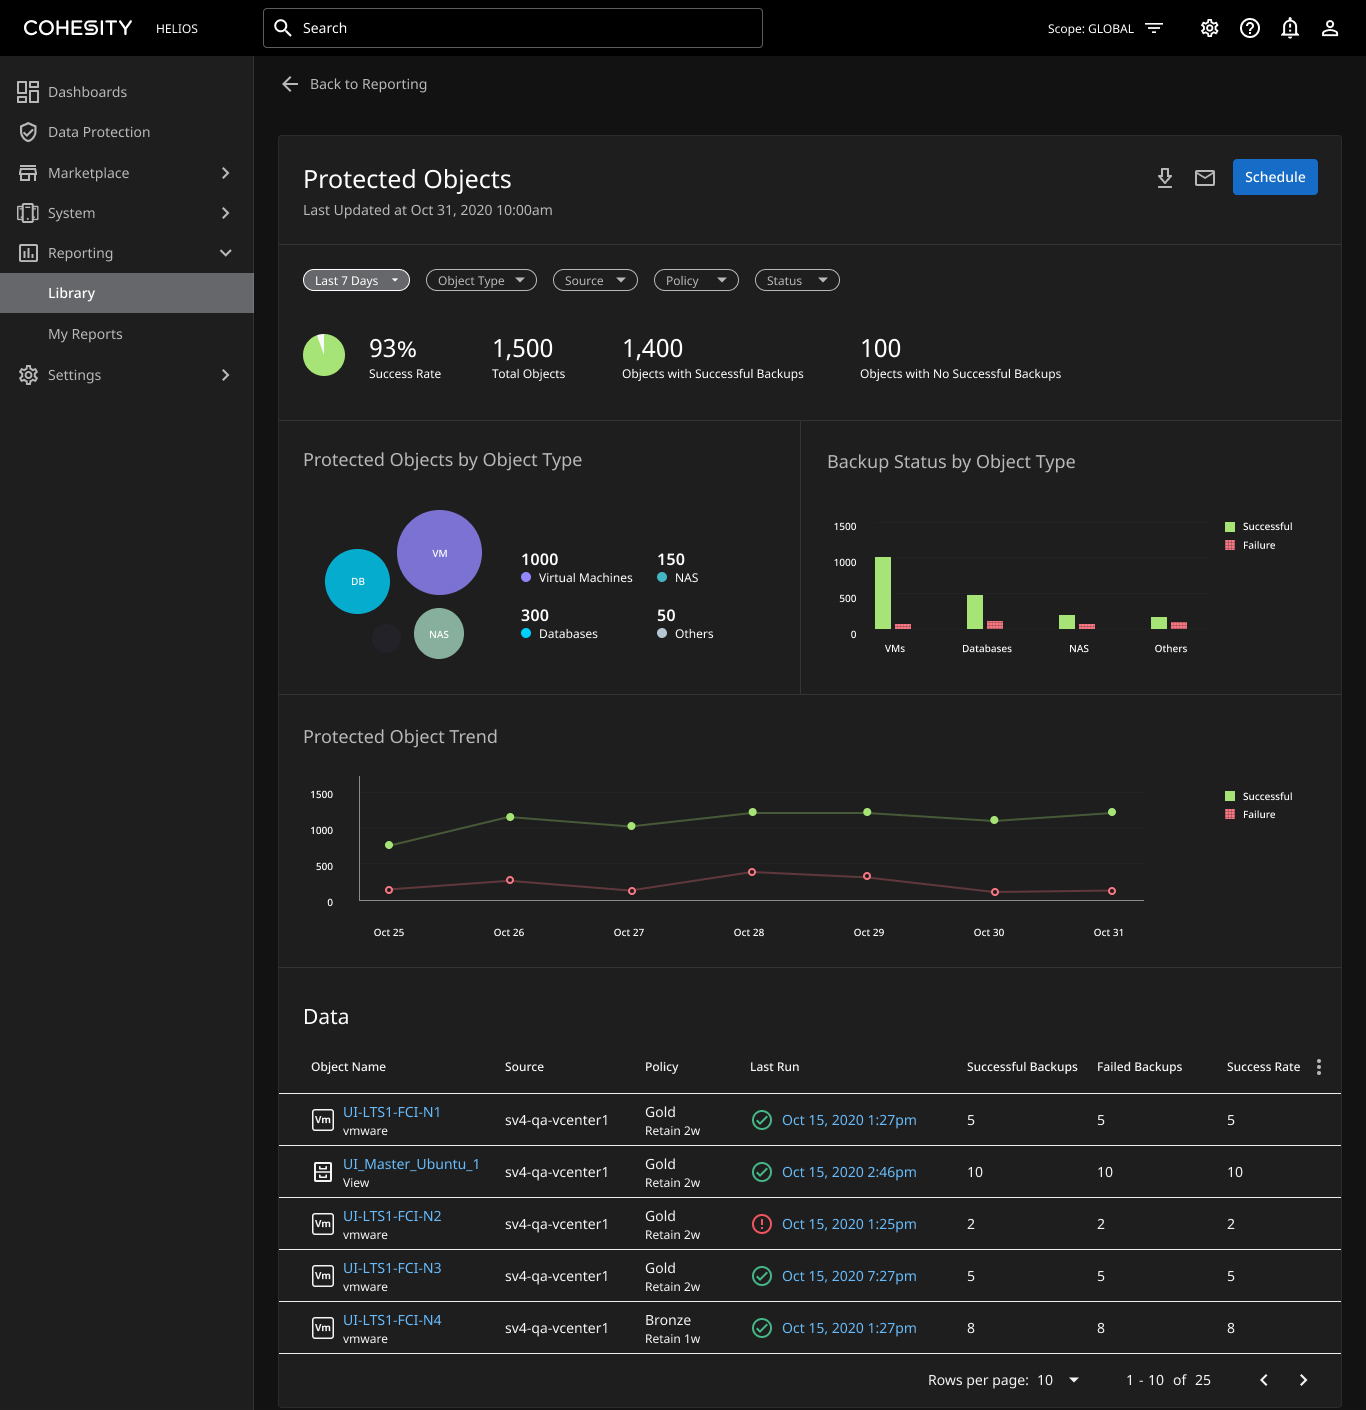 COHESITY HELIOS
Search
Scope: GLOBAL
Dashboards
Data Protection
Marketplace
System
Reporting
Library
My Reports
Settings
Back to Reporting
Protected Objects
Last Updated at Oct 31, 2020 10:00am
Schedule
Last 7 Days Object Type Source Policy Status
93% 1,500 1,400 100
Success Rate Total Objects Objects with Successful Backups Objects with No Successful Backups
Protected Objects by Object Type
VM
DB
NAS
1000 150
Virtual Machines NAS
300 50
Databases Others
Backup Status by Object Type
1500
1000
500
0
VMs Databases NAS Others
Successful
Failure
Protected Object Trend
1500
1000
500
0
Oct 25 Oct 26 Oct 27 Oct 28 Oct 29 Oct 30 Oct 31
Successful
Failure
Data
Object Name Source Policy Last Run Successful Backups Failed Backups Success Rate
Vm UI-LTS1-FCI-N1 sv4-qa-vcenter1 Gold Oct 15, 2020 1:27pm 5 5 5
vmware Retain 2w
UI_Master_Ubuntu_1 sv4-qa-vcenter1 Gold Oct 15, 2020 2:46pm 10 10 10
View Retain 2w
Vm UI-LTS1-FCI-N2 sv4-qa-vcenter1 Gold Oct 15, 2020 1:25pm 2 2 2
vmware Retain 2w
Vm UI-LTS1-FCI-N3 sv4-qa-vcenter1 Gold Oct 15, 2020 7:27pm 5 5 5
vmware Retain 2w
Vm UI-LTS1-FCI-N4 sv4-qa-vcenter1 Bronze Oct 15, 2020 1:27pm 8 8 8
vmware Retain 1w
Rows per page: 10 1 - 10 of 25